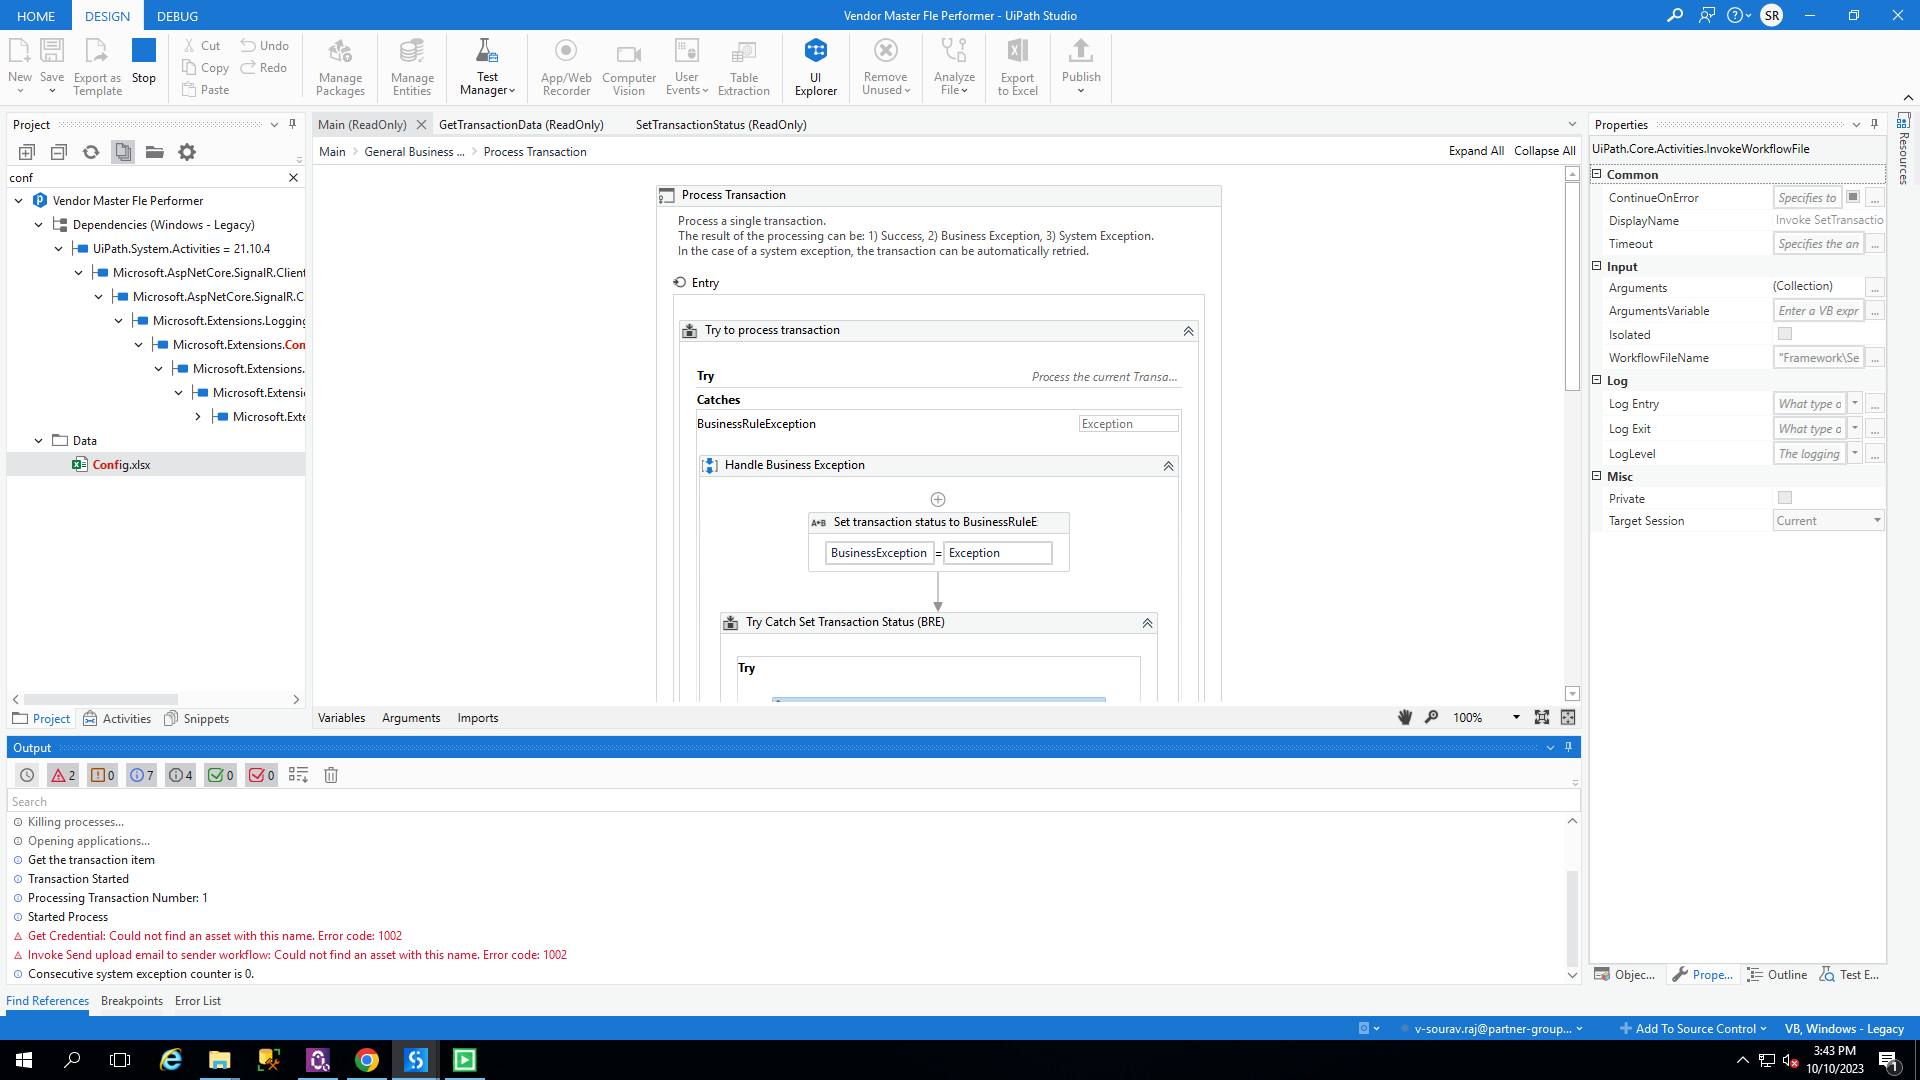 HOME
DESIGN
DEBUG
Vendor Master Fle Performer - UiPath Studio
SR
New
Save
Export as
Template
Stop
Cut
Copy
Paste
Undo
Redo
Manage
Packages
Manage
Entities
Test
Manager
App/Web
Recorder
Computer
Vision
User
Events
Table
Extraction
UI
Explorer
Remove
Unused
Analyze
File
Export
to Excel
Publish
Project
conf
Vendor Master Fle Performer
Dependencies (Windows - Legacy)
UiPath.System.Activities = 21.10.4
Microsoft.AspNetCore.SignalR.Client
Microsoft.AspNetCore.SignalR.C
Microsoft.Extensions.Logging
Microsoft.Extensions.Con
Microsoft.Extensions.
Microsoft.Extensi
Microsoft.Exte
Data
Config.xlsx
Project
Activities
Snippets
Main (ReadOnly)
GetTransactionData (ReadOnly)
SetTransactionStatus (ReadOnly)
Main
General Business ...
Process Transaction
Expand All
Collapse All
Process Transaction
Process a single transaction.
The result of the processing can be: 1) Success, 2) Business Exception, 3) System Exception.
In the case of a system exception, the transaction can be automatically retried.
Entry
Try to process transaction
Try
Process the current Transa...
Catches
BusinessRuleException
Exception
Handle Business Exception
A+B Set transaction status to BusinessRuleE
BusinessException = Exception
Try Catch Set Transaction Status (BRE)
Try
Variables
Arguments
Imports
100%
Properties
UiPath.Core.Activities.InvokeWorkflowFile
Common
ContinueOnError Specifies to ...
DisplayName Invoke SetTransactio
Timeout Specifies the an ...
Input
Arguments (Collection) ...
ArgumentsVariable Enter a VB expr ...
Isolated
WorkflowFileName "Framework\Se ...
Log
Log Entry What type o ...
Log Exit What type o ...
LogLevel The logging ...
Misc
Private
Target Session Current
Resources
Objec...
Prope...
Outline
Test E...
Output
2
0
7
4
0
0
Search
Killing processes...
Opening applications...
Get the transaction item
Transaction Started
Processing Transaction Number: 1
Started Process
Get Credential: Could not find an asset with this name. Error code: 1002
Invoke Send upload email to sender workflow: Could not find an asset with this name. Error code: 1002
Consecutive system exception counter is 0.
Find References
Breakpoints
Error List
v-sourav.raj@partner-group...
Add To Source Control
VB, Windows - Legacy
3:43 PM
10/10/2023
1